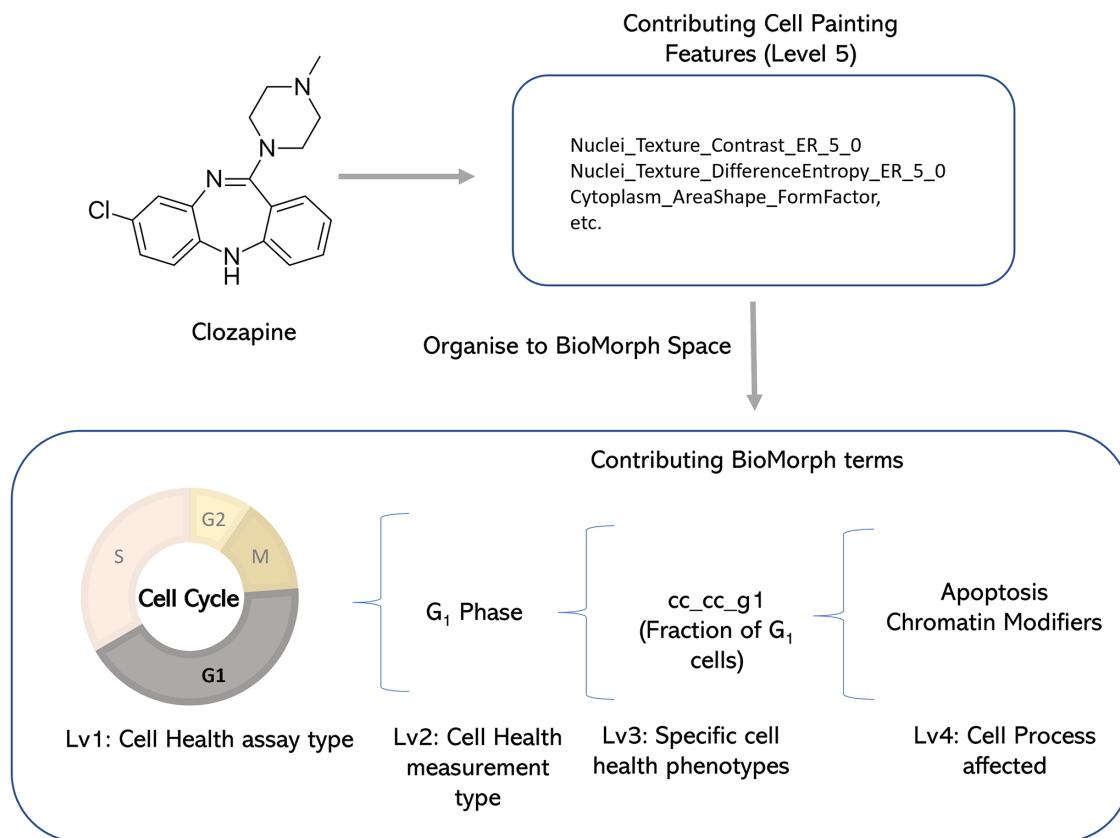 Contributing Cell Painting
Features (Level 5)
N
N
N
Cl
N
H
Clozapine
Nuclei_Texture_Contrast_ER_5_0
Nuclei_Texture_DifferenceEntropy_ER_5_0
Cytoplasm_AreaShape_FormFactor,
etc.
Organise to BioMorph Space
Contributing BioMorph terms
G2
S
M
Cell Cycle
G1
G₁ Phase
cc_cc_g1
(Fraction of G₁
cells)
Apoptosis
Chromatin Modifiers
Lv1: Cell Health assay type
Lv2: Cell Health
measurement
type
Lv3: Specific cell
health phenotypes
Lv4: Cell Process
affected